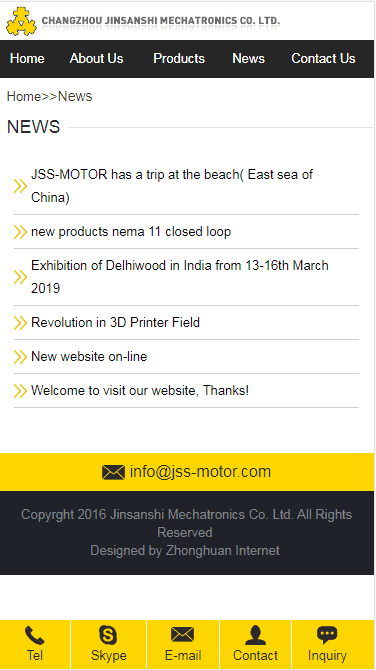 CHANGZHOU JINSANSHI MECHATRONICS CO. LTD.
Home About Us Products News Contact Us
Home>>News
NEWS
JSS-MOTOR has a trip at the beach( East sea of
China)
new products nema 11 closed loop
Exhibition of Delhiwood in India from 13-16th March
2019
Revolution in 3D Printer Field
New website on-line
Welcome to visit our website, Thanks!
info@jss-motor.com
Copyright 2016 Jinsanshi Mechatronics Co. Ltd. All Rights
Reserved
Designed by Zhonghuan Internet
Tel Skype E-mail Contact Inquiry